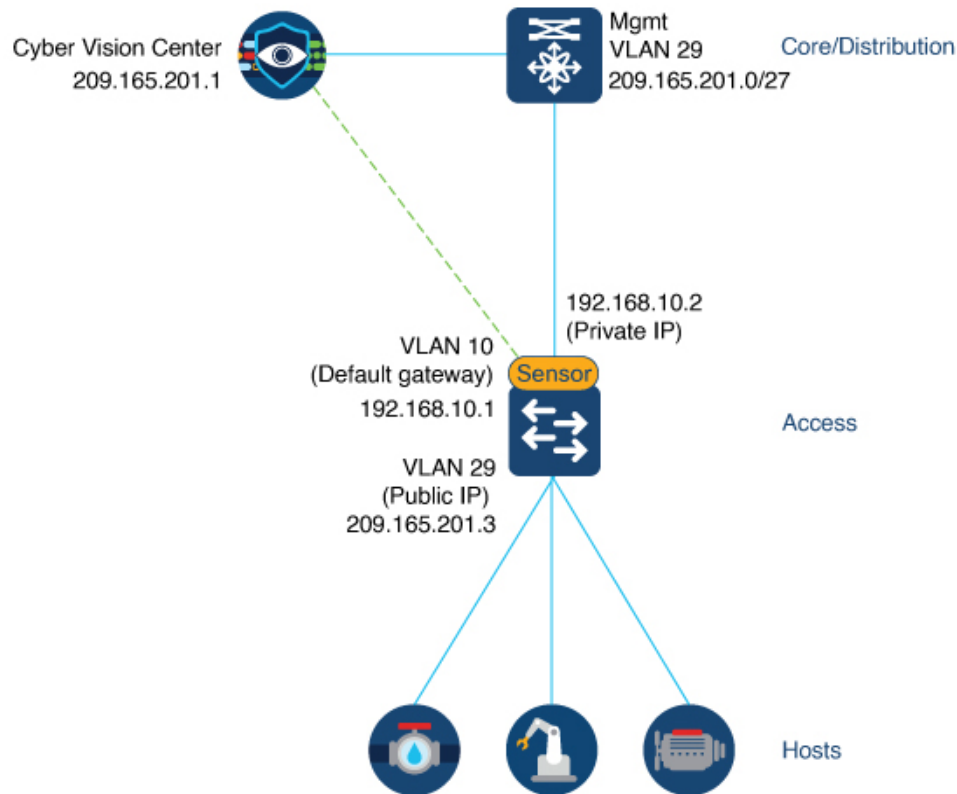 Cyber Vision Center
209.165.201.1
Mgmt
VLAN 29
209.165.201.0/27
Core/Distribution
192.168.10.2
(Private IP)
VLAN 10
(Default gateway)
192.168.10.1
Sensor
Access
VLAN 29
(Public IP)
209.165.201.3
Hosts